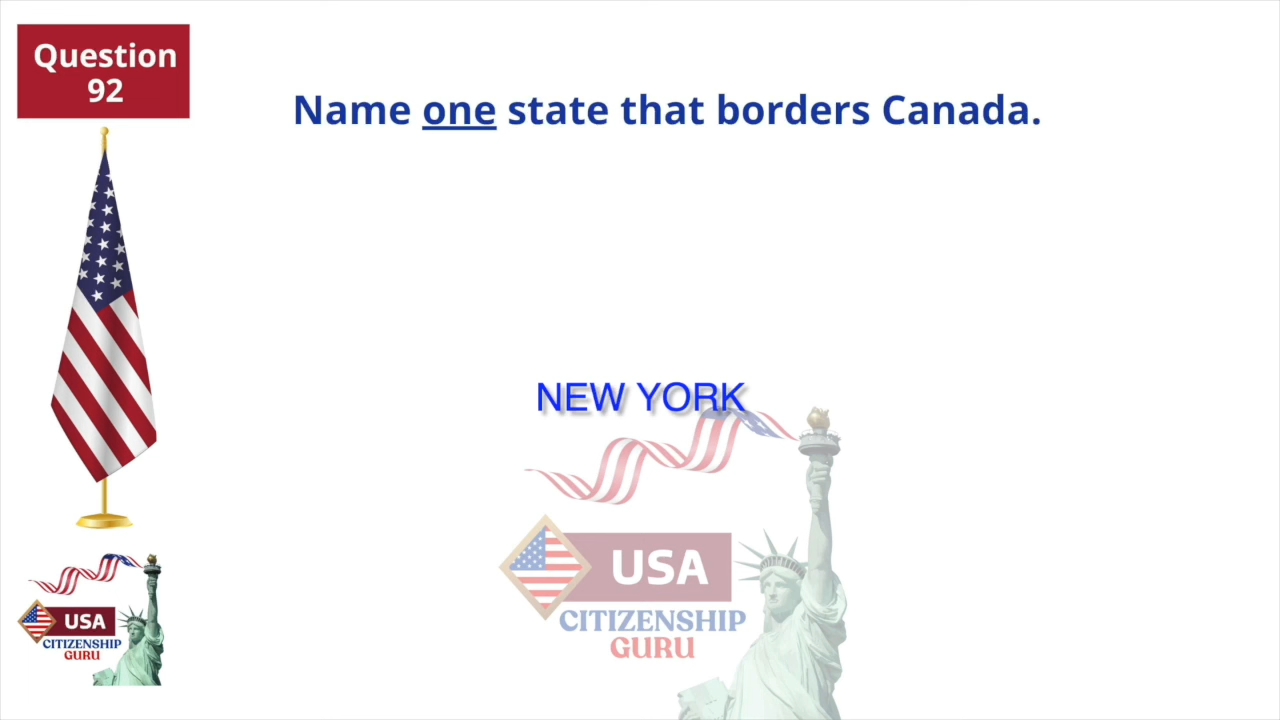 Question
92
Name one state that borders Canada.
NEW YORK
USA
CITIZENSHIP
GURU
USA
CITIZENSHIP
GURU